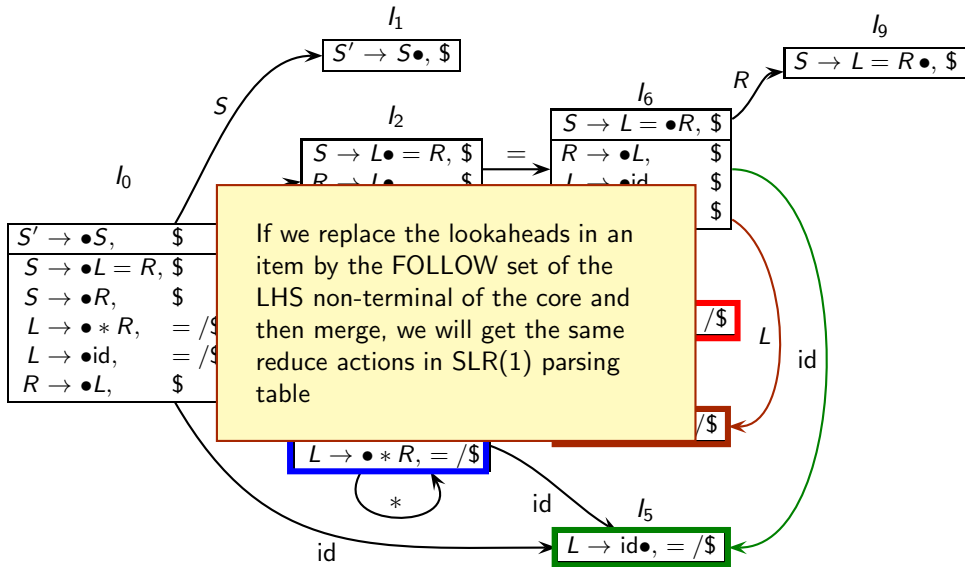 I1
S′ → S•, $
I9
S → L = R •, $
R
S
I2
S → L• = R, $
R → L•
=
I6
S → L = •R, $
R → •L, $
L → •id $
$
I0
S′ → •S, $
S → •L = R, $
S → •R, $
L → • ∗ R, = /$
L → •id, = /$
R → •L, $
If we replace the lookaheads in an
item by the FOLLOW set of the
LHS non-terminal of the core and
then merge, we will get the same
reduce actions in SLR(1) parsing
table
/$
L
id
/$
L → • ∗ R, = /$
∗
id
id
I5
L → id•, = /$